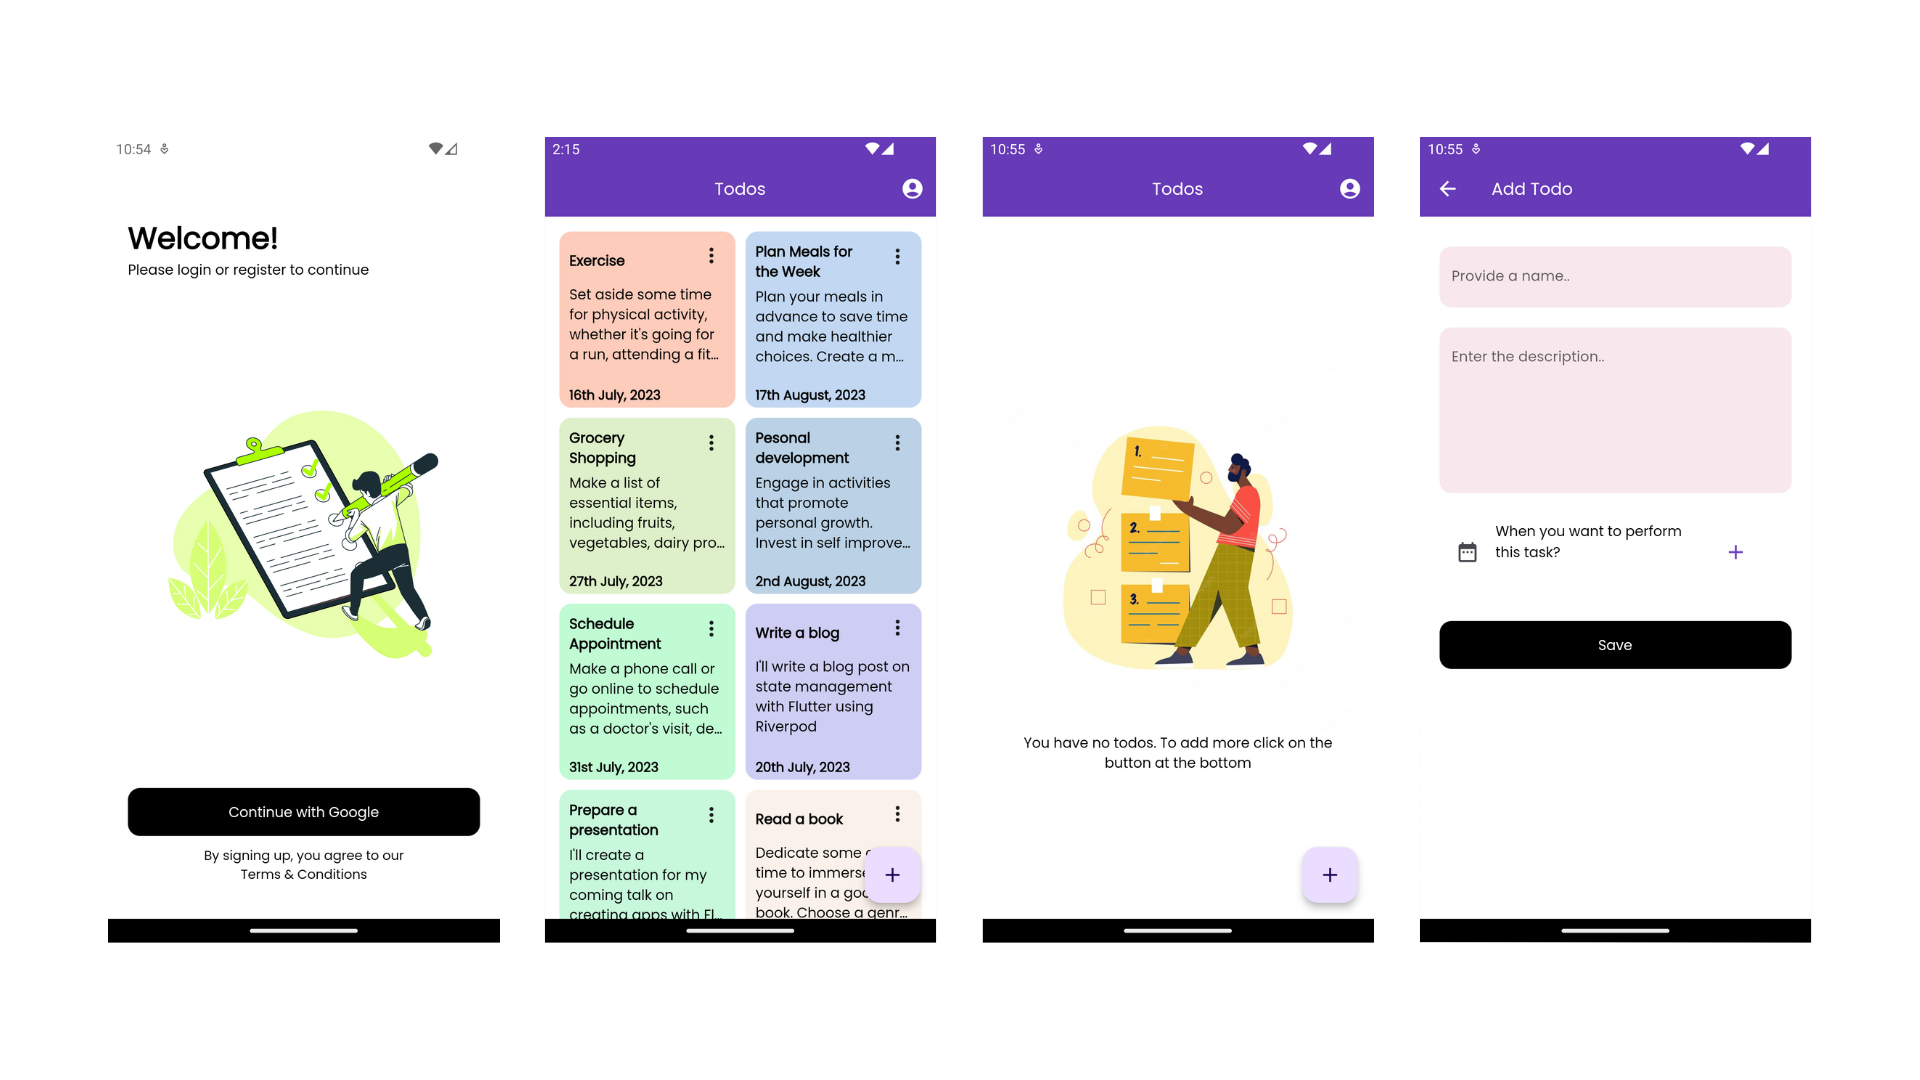 10:54
Welcome!
Please login or register to continue
Continue with Google
By signing up, you agree to our
Terms & Conditions
2:15
Todos
Exercise
Set aside some time
for physical activity,
whether it's going for
a run, attending a fit...
16th July, 2023
Plan Meals for
the Week
Plan your meals in
advance to save time
and make healthier
choices. Create a m...
17th August, 2023
Grocery
Shopping
Make a list of
essential items,
including fruits,
vegetables, dairy pro...
27th July, 2023
Pesonal
development
Engage in activities
that promote
personal growth.
Invest in self improve...
2nd August, 2023
Schedule
Appointment
Make a phone call or
go online to schedule
appointments, such
as a doctor's visit, de...
31st July, 2023
Write a blog
I'll write a blog post on
state management
with Flutter using
Riverpod
20th July, 2023
Prepare a
presentation
I'll create a
presentation for my
coming talk on
creating apps with Fl...
Read a book
Dedicate some
time to immerse
yourself in a
book. Choose a genr...
10:55
Todos
1.
2.
3.
You have no todos. To add more click on the
button at the bottom
10:55
Add Todo
Provide a name..
Enter the description..
When you want to perform
this task?
Save